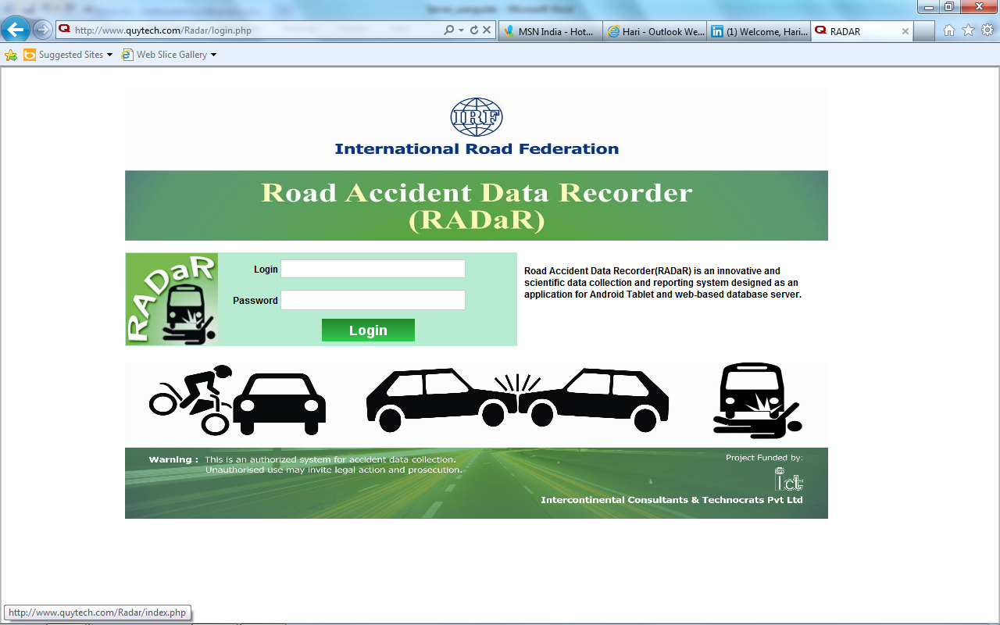 Server_userguide - Microsoft Word
http://www.quytech.com/Radar/login.php
MSN India - Hot...
Hari - Outlook We...
(1) Welcome, Hari...
RADAR
Suggested Sites
Web Slice Gallery
IRF
International Road Federation
Road Accident Data Recorder
(RADaR)
RADaR
Login
Password
Login
Road Accident Data Recorder(RADaR) is an innovative and
scientific data collection and reporting system designed as an
application for Android Tablet and web-based database server.
Warning : This is an authorized system for accident data collection.
Unauthorised use may invite legal action and prosecution.
Project Funded by:
ict
Intercontinental Consultants & Technocrats Pvt Ltd
http://www.quytech.com/Radar/index.php